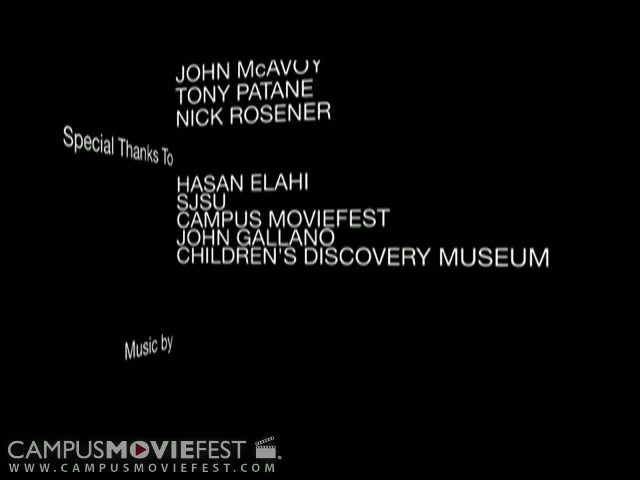 JOHN McAVOY
TONY PATANE
NICK ROSENER
Special Thanks To
HASAN ELAHI
SJSU
CAMPUS MOVIEFEST
JOHN GALLANO
CHILDREN'S DISCOVERY MUSEUM
Music by
CAMPUSMOVIEFEST
WWW.CAMPUSMOVIEFEST.COM